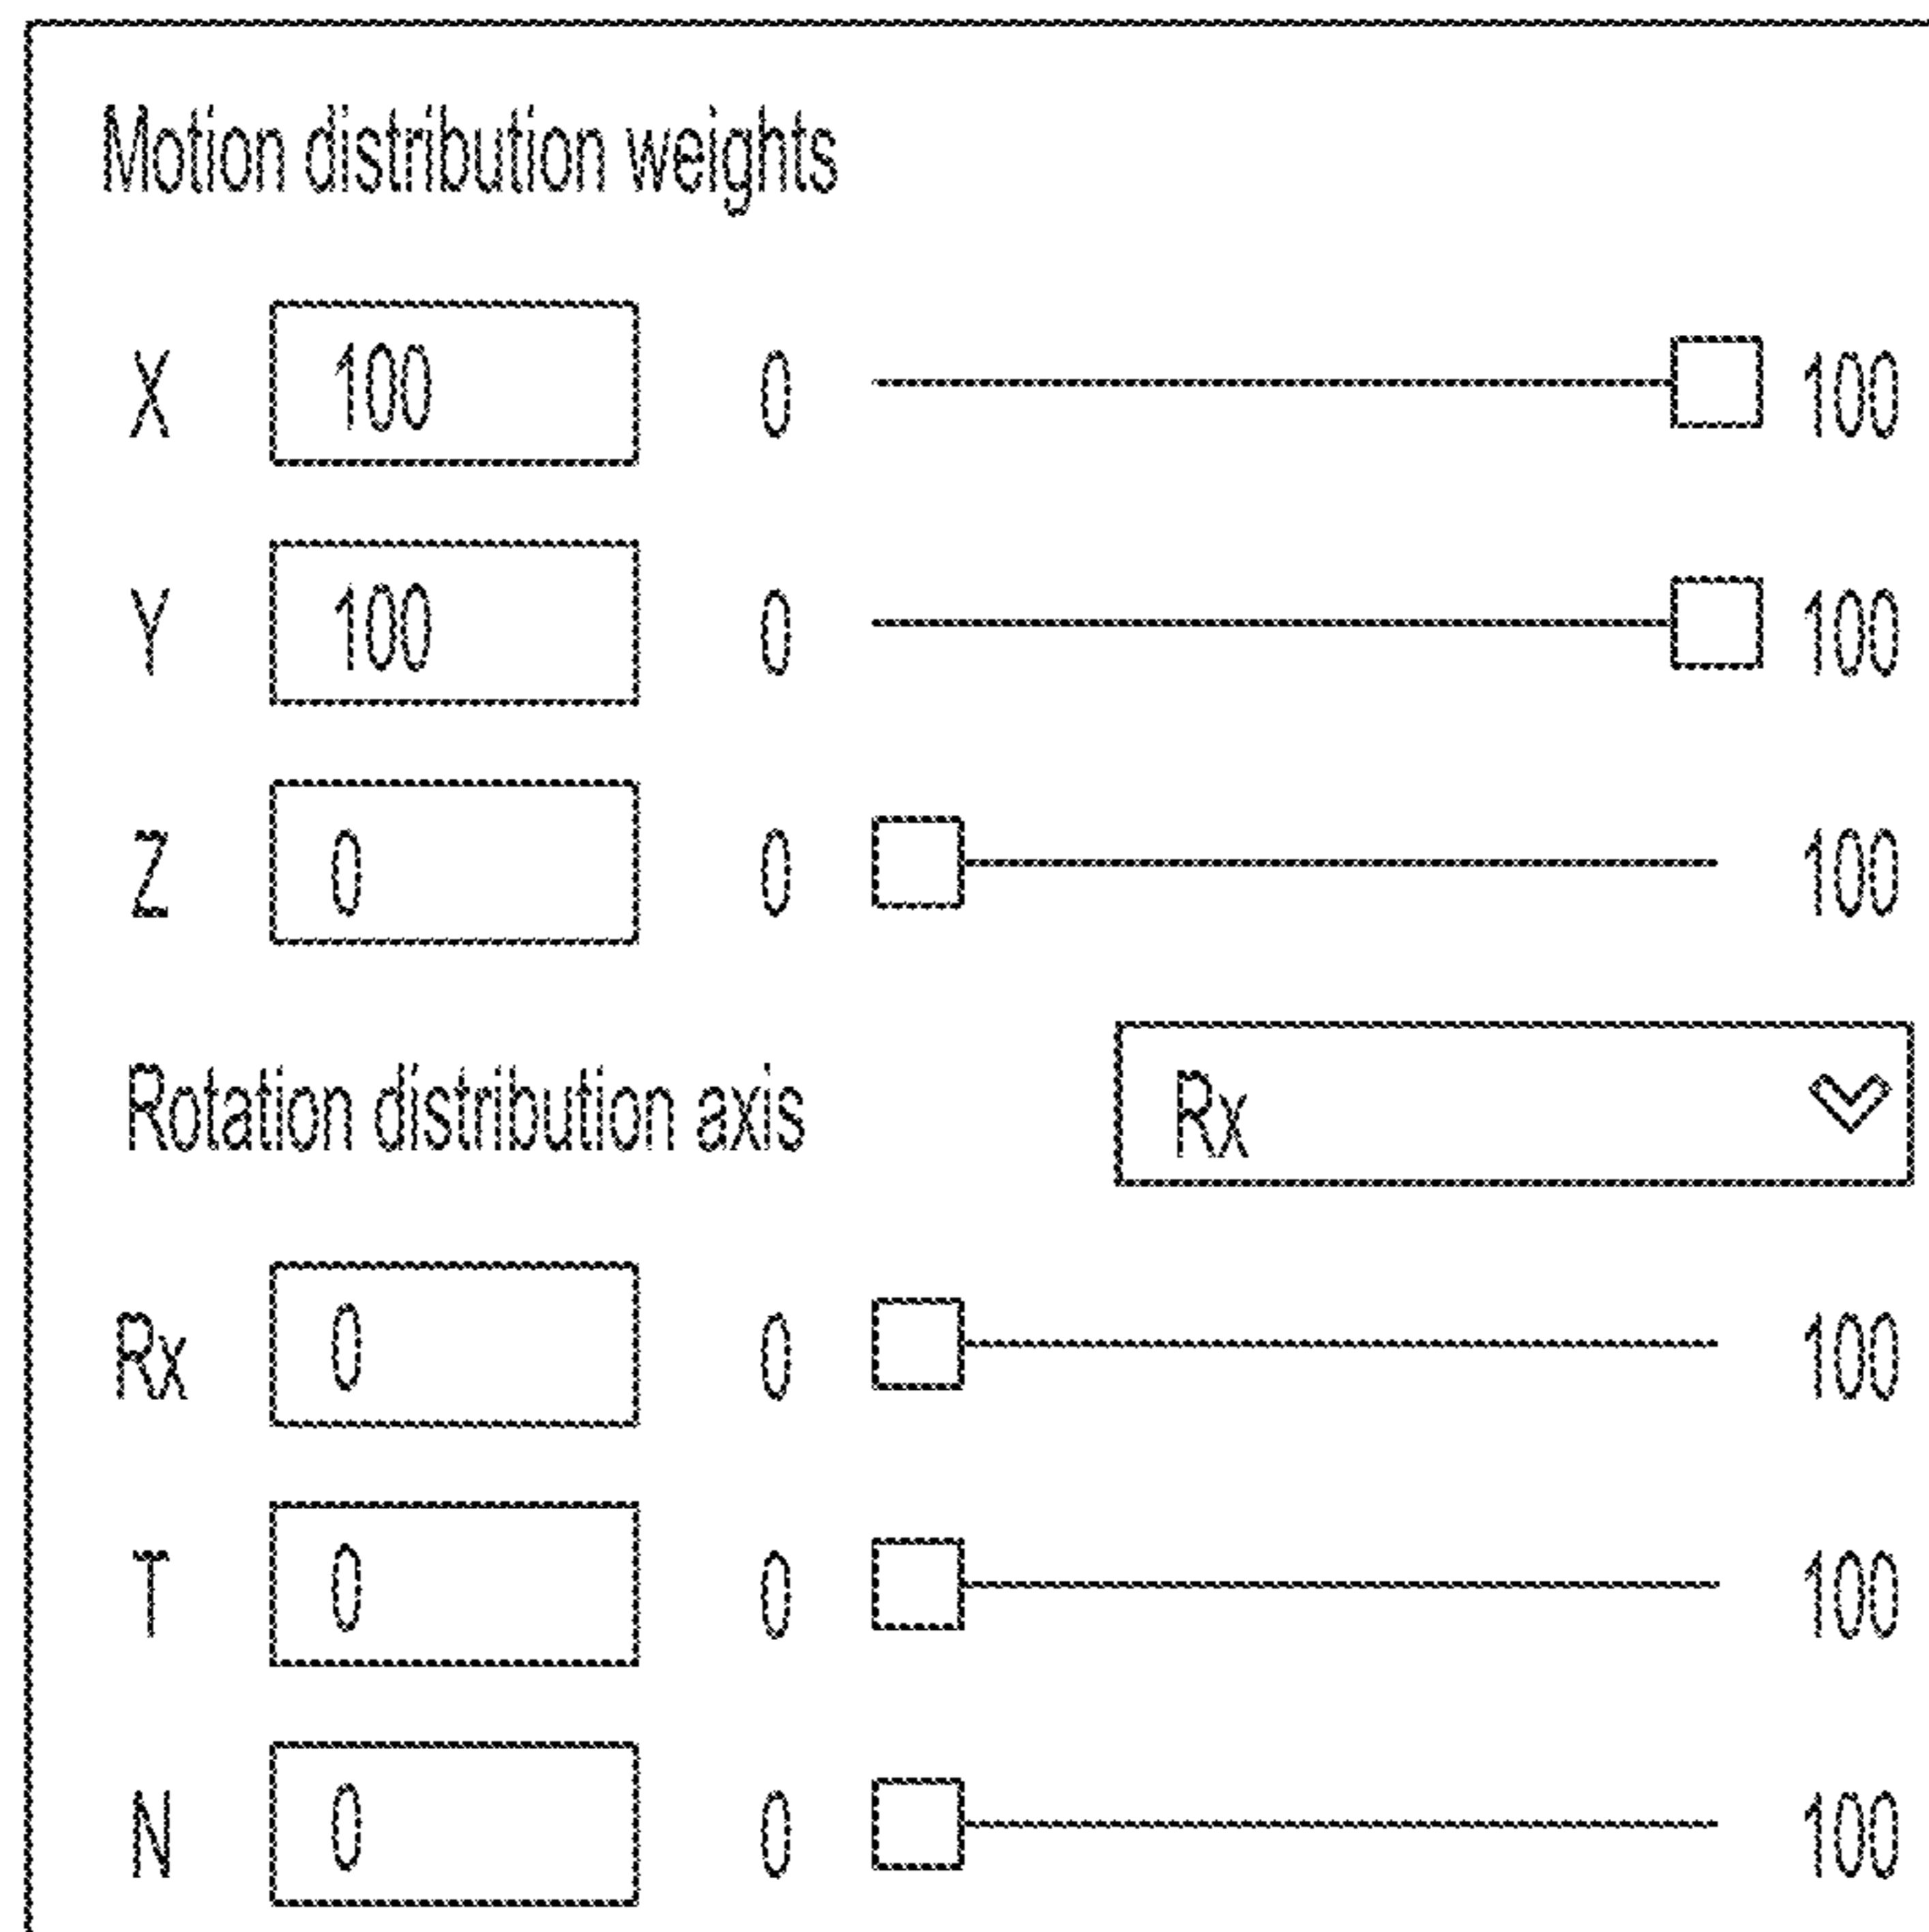 Motion distribution weights
X 100 0 100
Y 100 0 100
Z 0 0 100
Rotation distribution axis Rx
Rx 0 0 100
T 0 0 100
N 0 0 100